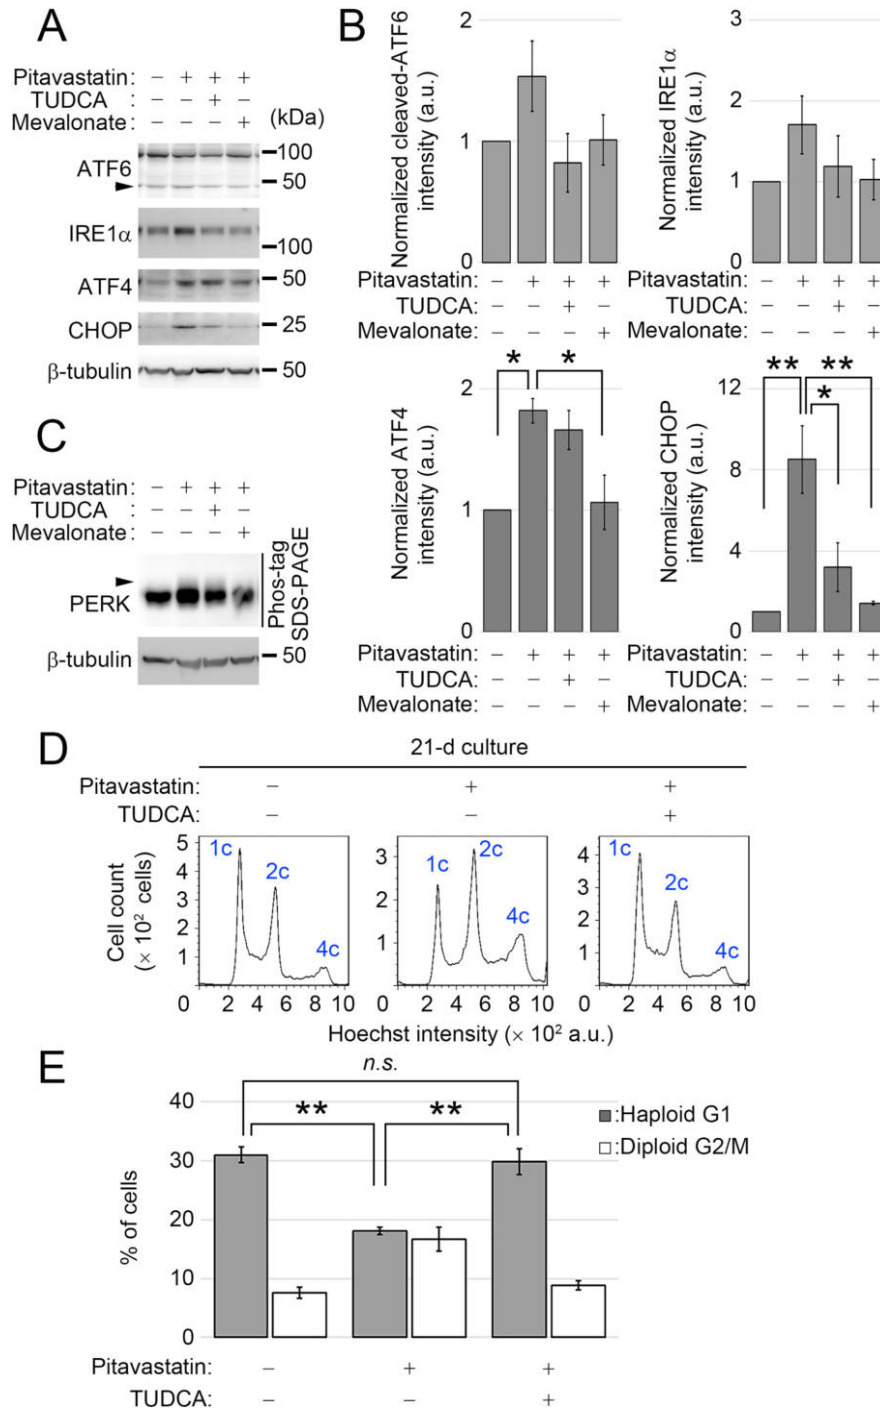 A
Pitavastatin: – + + +
TUDCA: – – + –
Mevalonate: – – – +
(kDa)
ATF6
100
50
IRE1α
100
ATF4
50
CHOP
25
β-tubulin
50
B
Normalized cleaved-ATF6
intensity (a.u.)
2
1
0
Pitavastatin: – + + +
TUDCA: – – + –
Mevalonate: – – – +
Normalized IRE1α
intensity (a.u.)
3
2
1
0
Pitavastatin: – + + +
TUDCA: – – + –
Mevalonate: – – – +
Normalized ATF4
intensity (a.u.)
2
1
0
* *
Pitavastatin: – + + +
TUDCA: – – + –
Mevalonate: – – – +
Normalized CHOP
intensity (a.u.)
12
8
4
0
** **
*
Pitavastatin: – + + +
TUDCA: – – + –
Mevalonate: – – – +
C
Pitavastatin: – + + +
TUDCA: – – + –
Mevalonate: – – – +
PERK
Phos-tag
SDS-PAGE
β-tubulin
50
D
21-d culture
Pitavastatin: – + +
TUDCA: – – +
Cell count
(× 10² cells)
5
4
3
2
1
0
2 4 6 8 10
1c
2c
4c
3
2
1
0
2 4 6 8 10
1c
2c
4c
4
3
2
1
0
2 4 6 8 10
1c
2c
4c
Hoechst intensity (× 10² a.u.)
E
n.s.
** **
% of cells
40
30
20
10
0
:Haploid G1
:Diploid G2/M
Pitavastatin: – + +
TUDCA: – – +